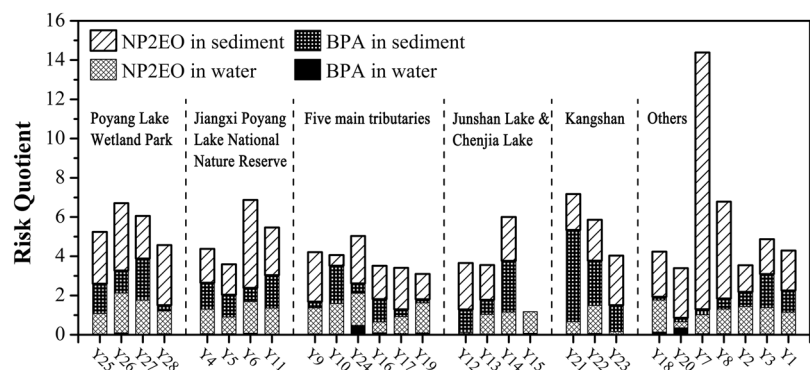 16
14
12
10
8
6
4
2
0
Risk Quotient
NP2EO in sediment
BPA in sediment
NP2EO in water
BPA in water
Poyang Lake
Wetland Park
Jiangxi Poyang
Lake National
Nature Reserve
Five main tributaries
Junshan Lake &
Chenjia Lake
Kangshan
Others
Y25 Y26 Y27 Y28 Y4 Y5 Y6 Y11 Y9 Y10 Y24 Y16 Y17 Y19 Y12 Y13 Y14 Y15 Y21 Y22 Y23 Y18 Y20 Y7 Y8 Y2 Y3 Y1